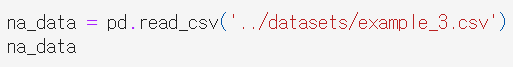 na_data = pd.read_csv('../datasets/example_3.csv')
na_data